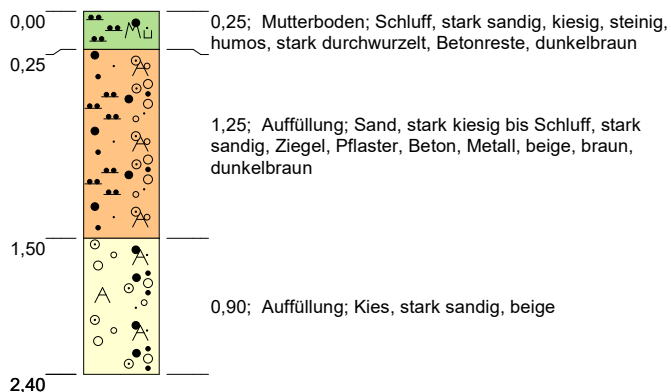 0,00
0,25; Mutterboden; Schluff, stark sandig, kiesig, steinig,
humos, stark durchwurzelt, Betonreste, dunkelbraun
0,25
1,25; Auffüllung; Sand, stark kiesig bis Schluff, stark
sandig, Ziegel, Pflaster, Beton, Metall, beige, braun,
dunkelbraun
1,50
0,90; Auffüllung; Kies, stark sandig, beige
2,40